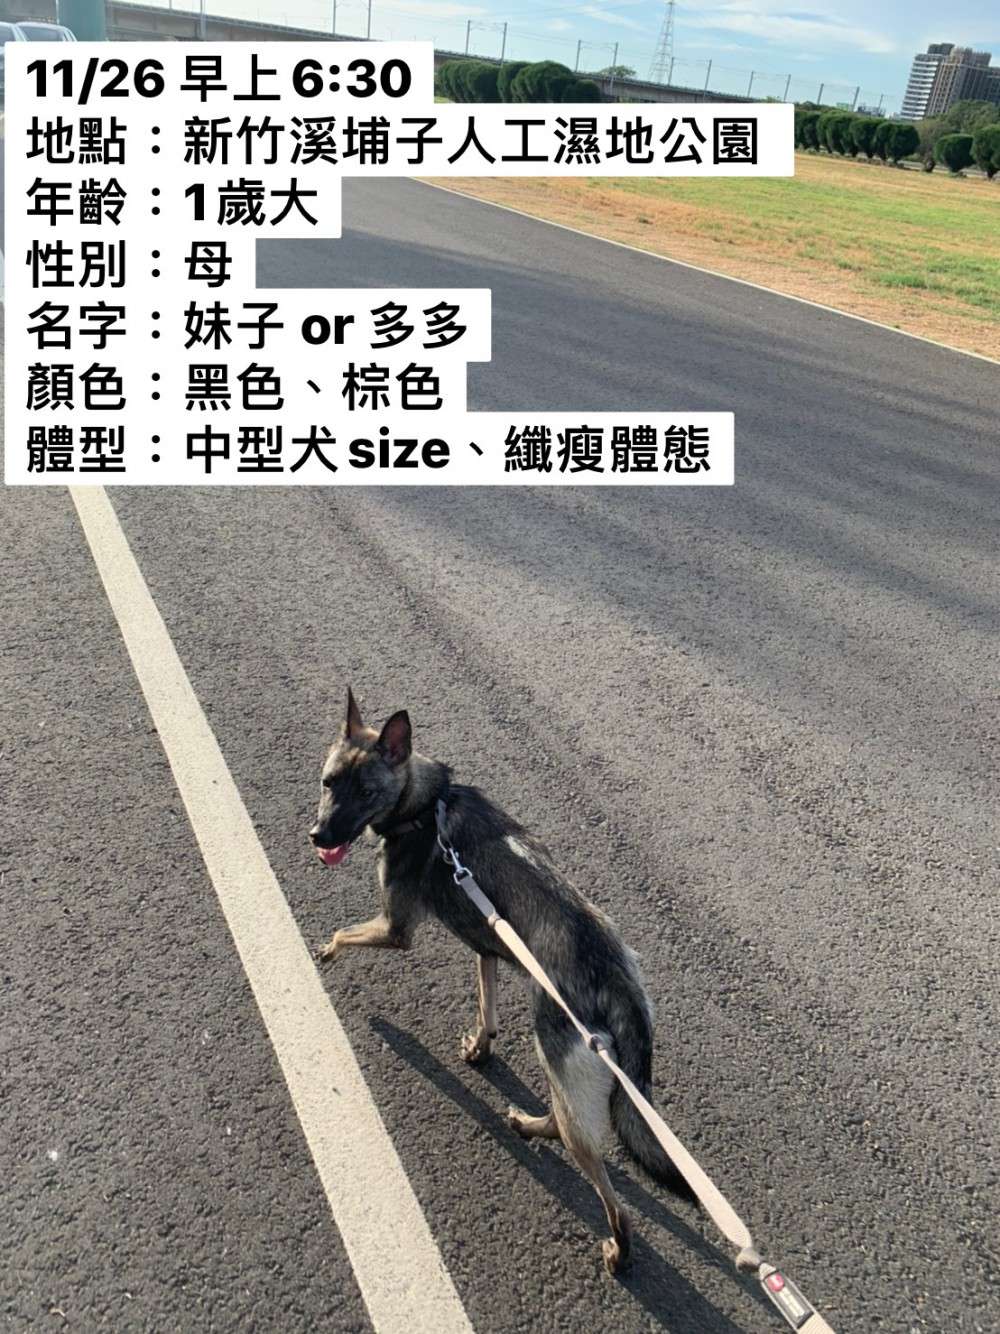 11/26 早上6:30
地點：新竹溪埔子人工濕地公園
年齡：1歲大
性別：母
名字：妹子 or 多多
顏色：黑色、棕色
體型：中型犬size、纖瘦體態